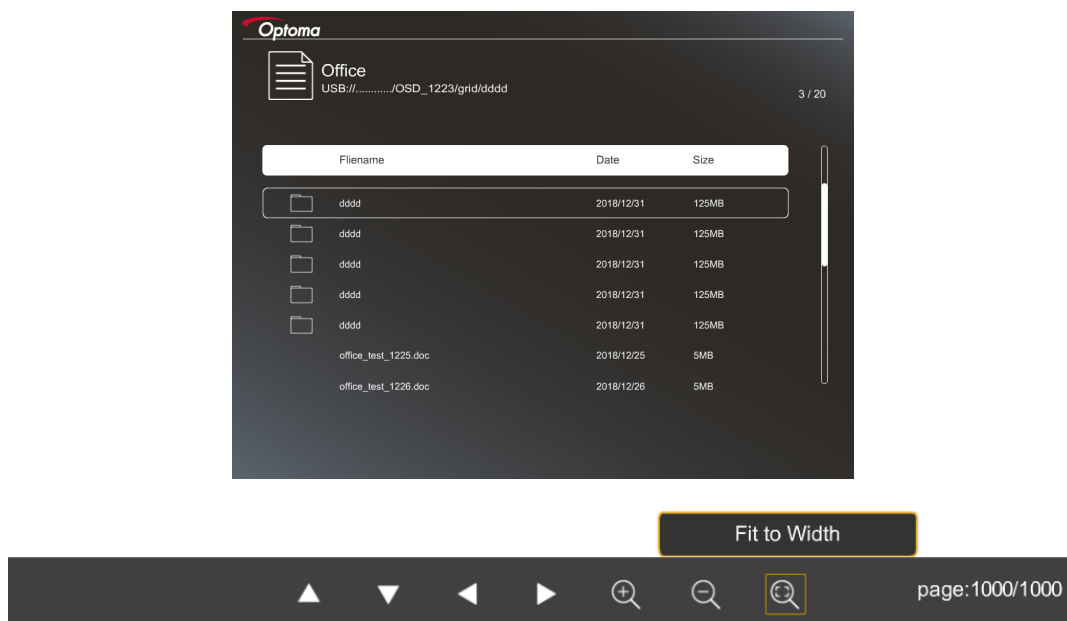 Optoma
Office
USB://.........../OSD_1223/grid/dddd
3 / 20
Fliename Date Size
dddd 2018/12/31 125MB
dddd 2018/12/31 125MB
dddd 2018/12/31 125MB
dddd 2018/12/31 125MB
dddd 2018/12/31 125MB
office_test_1225.doc 2018/12/25 5MB
office_test_1226.doc 2018/12/26 5MB
Fit to Width
page:1000/1000